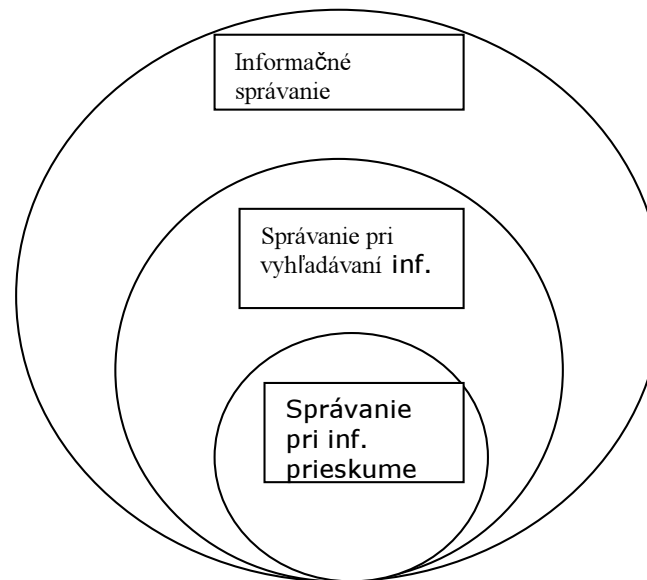 Informačné
správanie
Správanie pri
vyhľadávaní inf.
Správanie
pri inf.
prieskume